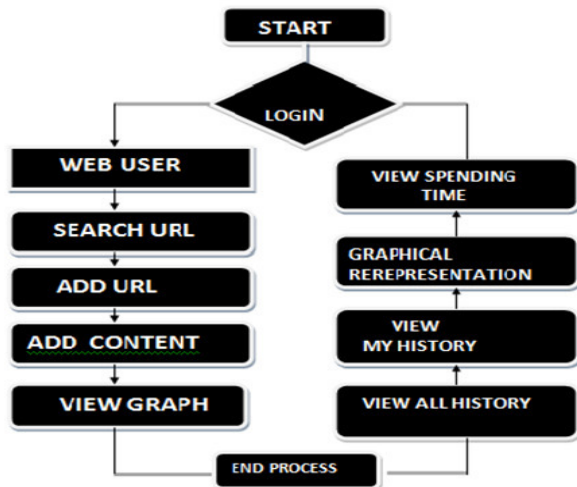 START
LOGIN
WEB USER
SEARCH URL
ADD URL
ADD CONTENT
VIEW GRAPH
END PROCESS
VIEW SPENDING
TIME
GRAPHICAL
REREPRESENTATION
VIEW
MY HISTORY
VIEW ALL HISTORY